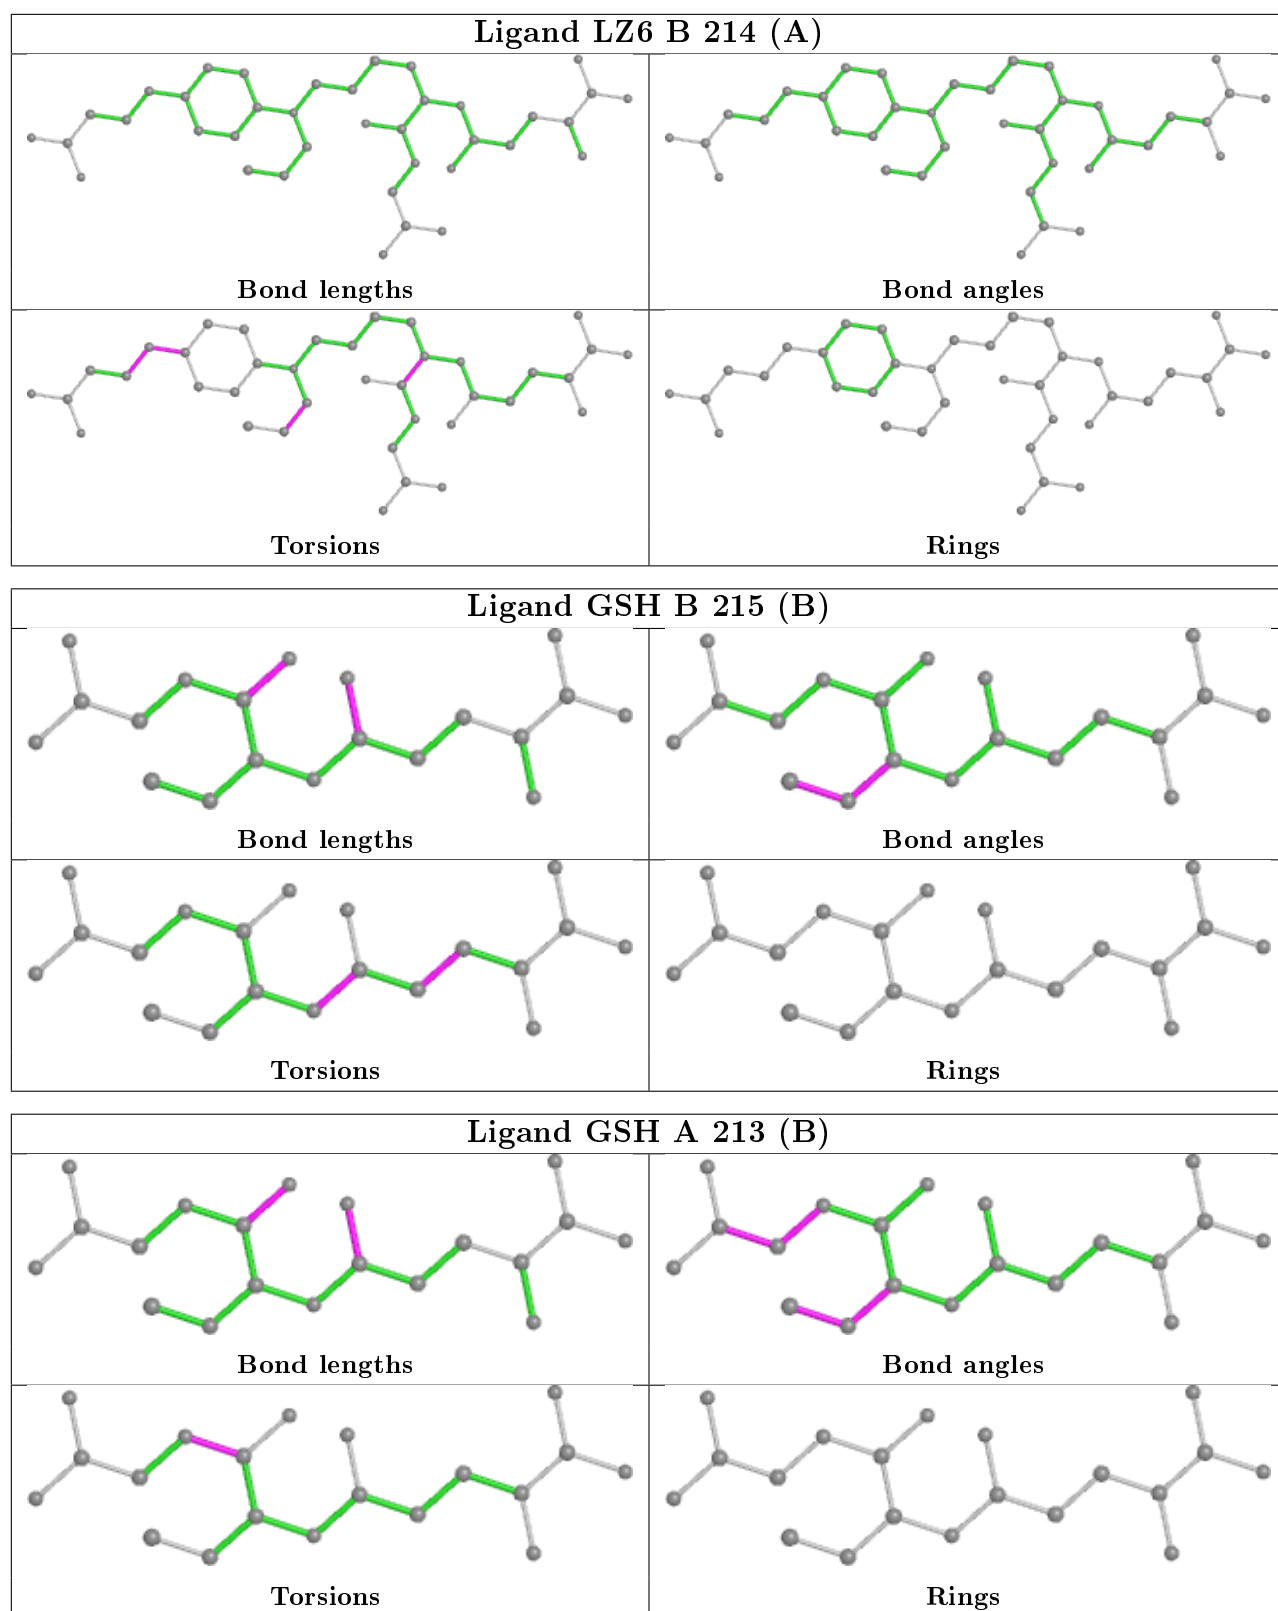 Ligand LZ6 B 214 (A)
Bond lengths
Bond angles
Torsions
Rings
Ligand GSH B 215 (B)
Bond lengths
Bond angles
Torsions
Rings
Ligand GSH A 213 (B)
Bond lengths
Bond angles
Torsions
Rings